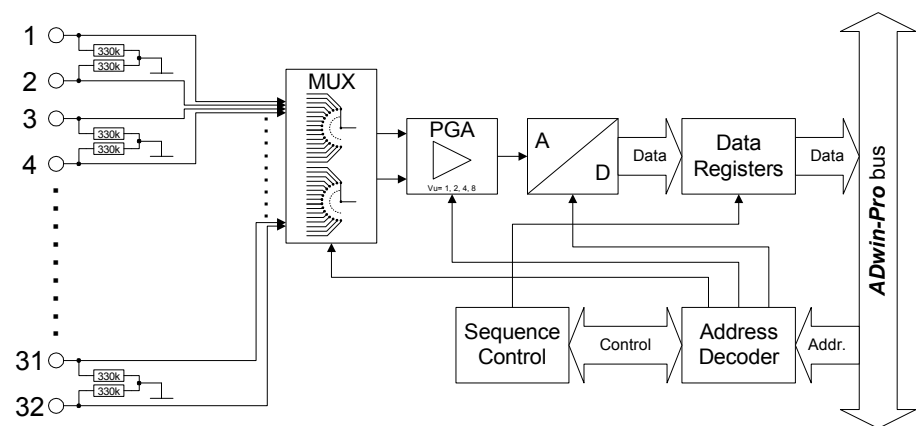 1
330k
330k
2
3
330k
330k
4
31
330k
330k
32
MUX
PGA
Vu= 1, 2, 4, 8
A
D
Data
Data
Registers
Data
Sequence
Control
Control
Address
Decoder
Addr.
ADwin-Pro bus